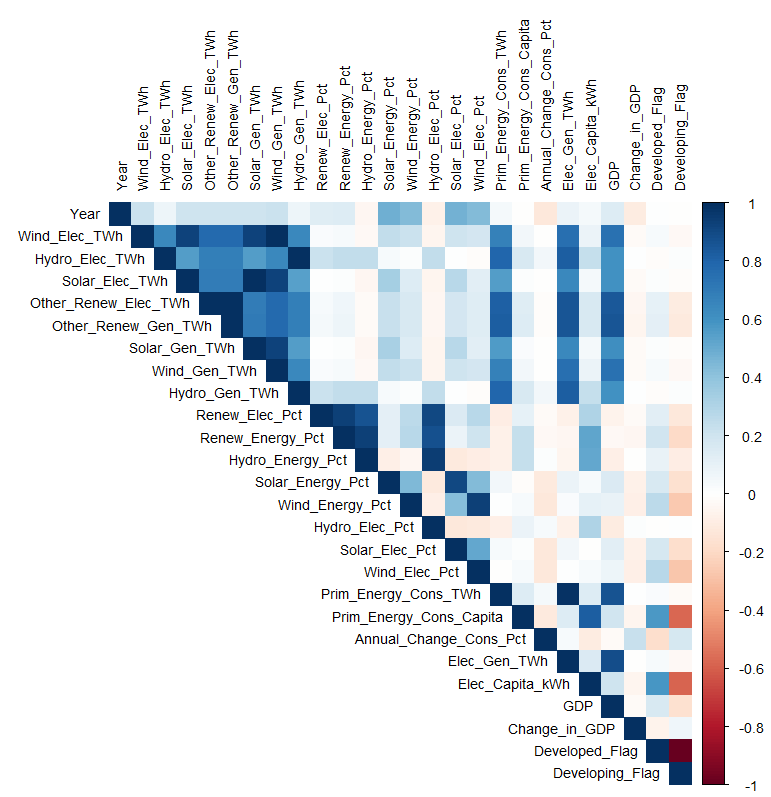 Year
Wind_Elec_TWh
Hydro_Elec_TWh
Solar_Elec_TWh
Other_Renew_Elec_TWh
Other_Renew_Gen_TWh
Solar_Gen_TWh
Wind_Gen_TWh
Hydro_Gen_TWh
Renew_Elec_Pct
Renew_Energy_Pct
Hydro_Energy_Pct
Solar_Energy_Pct
Wind_Energy_Pct
Hydro_Elec_Pct
Solar_Elec_Pct
Wind_Elec_Pct
Prim_Energy_Cons_TWh
Prim_Energy_Cons_Capita
Annual_Change_Cons_Pct
Elec_Gen_TWh
Elec_Capita_kWh
GDP
Change_in_GDP
Developed_Flag
Developing_Flag
Year
Wind_Elec_TWh
Hydro_Elec_TWh
Solar_Elec_TWh
Other_Renew_Elec_TWh
Other_Renew_Gen_TWh
Solar_Gen_TWh
Wind_Gen_TWh
Hydro_Gen_TWh
Renew_Elec_Pct
Renew_Energy_Pct
Hydro_Energy_Pct
Solar_Energy_Pct
Wind_Energy_Pct
Hydro_Elec_Pct
Solar_Elec_Pct
Wind_Elec_Pct
Prim_Energy_Cons_TWh
Prim_Energy_Cons_Capita
Annual_Change_Cons_Pct
Elec_Gen_TWh
Elec_Capita_kWh
GDP
Change_in_GDP
Developed_Flag
Developing_Flag
1
0.8
0.6
0.4
0.2
0
-0.2
-0.4
-0.6
-0.8
-1